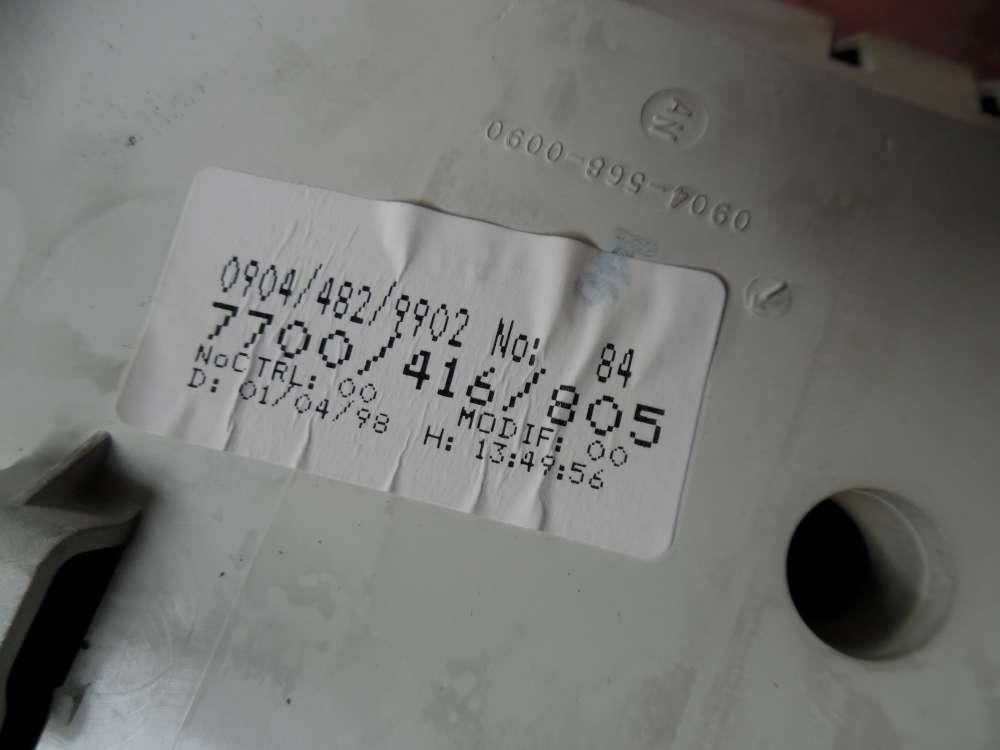 AN
0904-568-0090
0904/482/9902 No: 84
7700/416/805
NoCTRL: 00 MODIF: 00
D: 01/04/98 H: 13:49:56